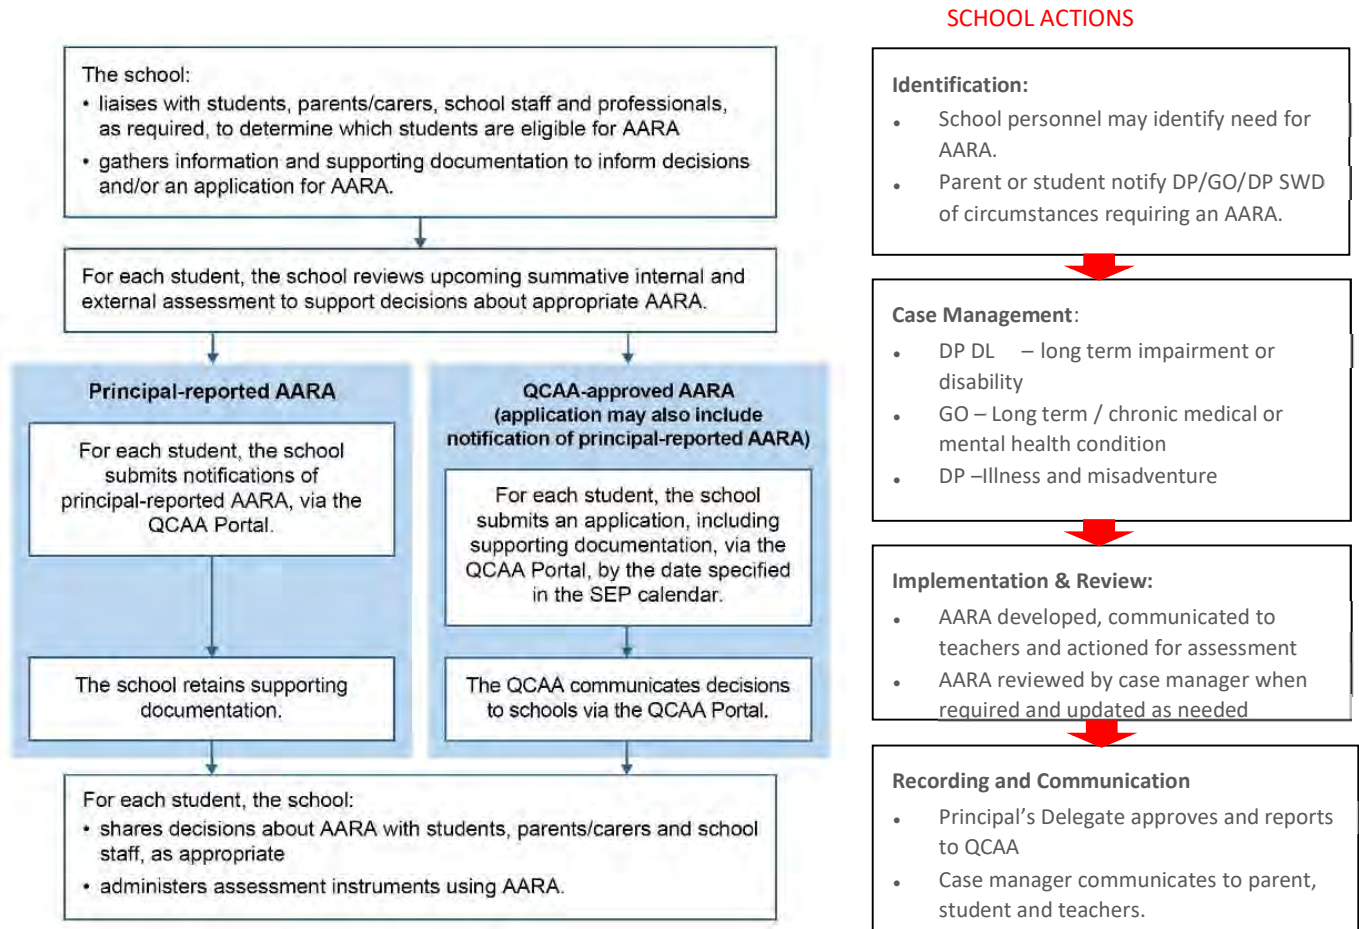 The school:
• liaises with students, parents/carers, school staff and professionals,
as required, to determine which students are eligible for AARA
• gathers information and supporting documentation to inform decisions
and/or an application for AARA.
For each student, the school reviews upcoming summative internal and
external assessment to support decisions about appropriate AARA.
Principal-reported AARA
For each student, the school
submits notifications of
principal-reported AARA, via the
QCAA Portal.
The school retains supporting
documentation.
QCAA-approved AARA
(application may also include
notification of principal-reported AARA)
For each student, the school
submits an application, including
supporting documentation, via the
QCAA Portal, by the date specified
in the SEP calendar.
The QCAA communicates decisions
to schools via the QCAA Portal.
For each student, the school:
• shares decisions about AARA with students, parents/carers and school
staff, as appropriate
• administers assessment instruments using AARA.
SCHOOL ACTIONS
Identification:
• School personnel may identify need for
AARA.
• Parent or student notify DP/GO/DP SWD
of circumstances requiring an AARA.
Case Management:
• DP DL – long term impairment or
disability
• GO – Long term / chronic medical or
mental health condition
• DP –Illness and misadventure
Implementation & Review:
• AARA developed, communicated to
teachers and actioned for assessment
• AARA reviewed by case manager when
required and updated as needed
Recording and Communication
• Principal's Delegate approves and reports
to QCAA
• Case manager communicates to parent,
student and teachers.